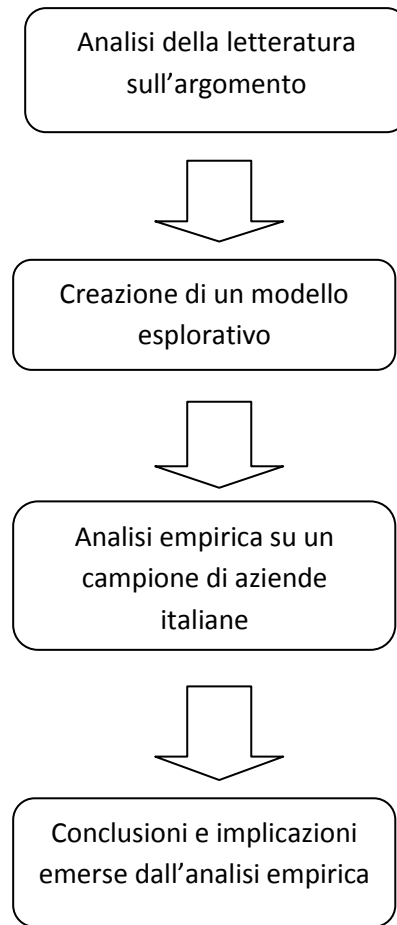 Analisi della letteratura
sull’argomento
Creazione di un modello
esplorativo
Analisi empirica su un
campione di aziende
italiane
Conclusioni e implicazioni
emerse dall’analisi empirica